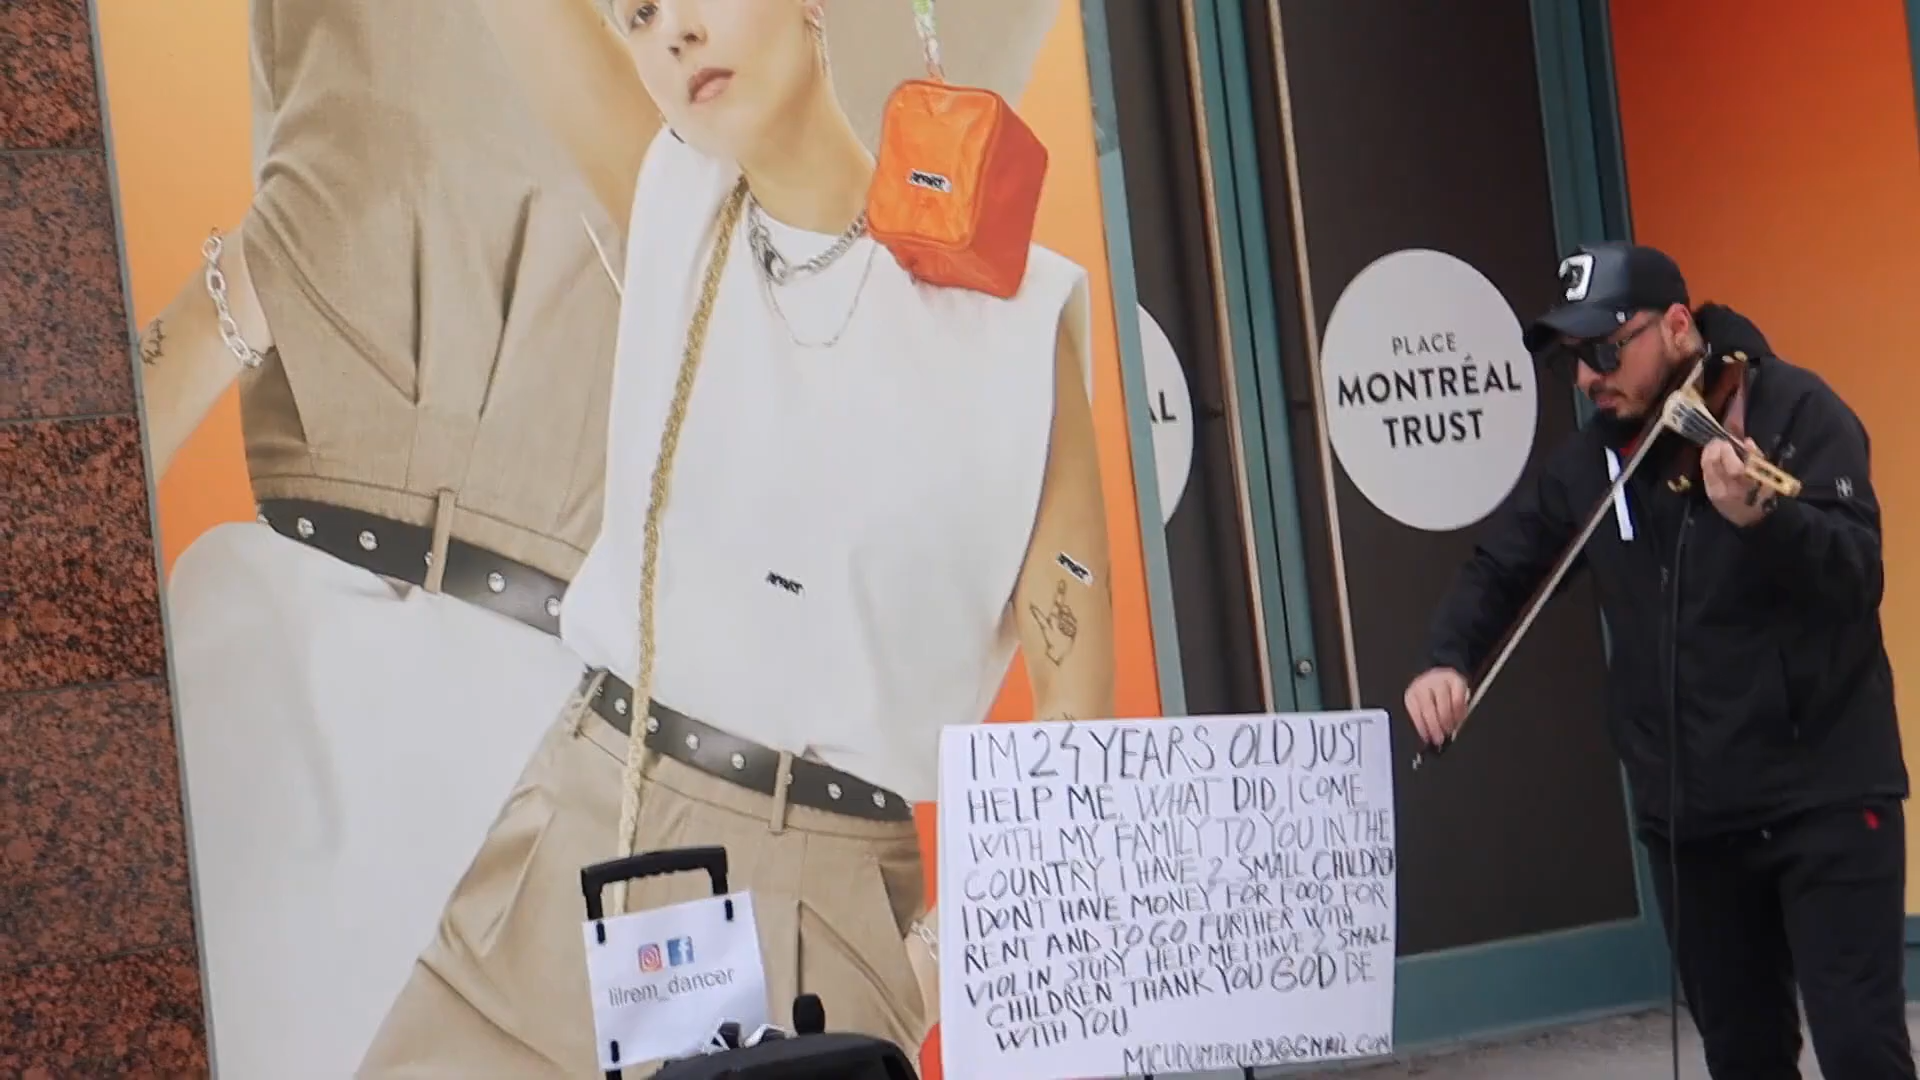 PLACE
MONTRÉAL
TRUST
AL
I'M 24 YEARS OLD JUST
HELP ME. WHAT DID I COME
WITH MY FAMILY TO YOU IN THE
COUNTRY. I HAVE 2 SMALL CHILDREN
I DON'T HAVE MONEY FOR FOOD FOR
RENT AND TO GO FURTHER WITH
VIOLIN STUDY HELP ME I HAVE 2 SMALL
CHILDREN THANK YOU GOD BE
WITH YOU
lilrem_dancer